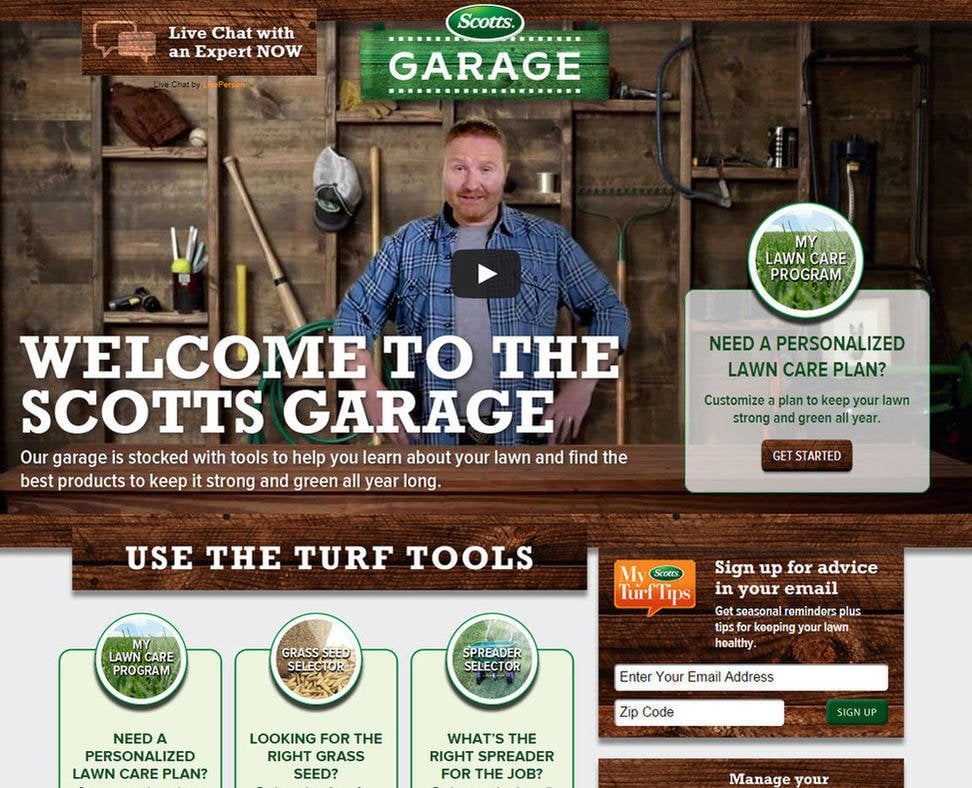 Live Chat with
an Expert NOW
Live Chat by LivePerson
Scotts.
GARAGE
Scotts
MY
LAWN CARE
PROGRAM
NEED A PERSONALIZED
LAWN CARE PLAN?
Customize a plan to keep your lawn
strong and green all year.
GET STARTED
WELCOME TO THE
SCOTTS GARAGE
Our garage is stocked with tools to help you learn about your lawn and find the
best products to keep it strong and green all year long.
USE THE TURF TOOLS
MY
LAWN CARE
PROGRAM
NEED A
PERSONALIZED
LAWN CARE PLAN?
GRASS SEED
SELECTOR
LOOKING FOR THE
RIGHT GRASS
SEED?
SPREADER
SELECTOR
WHAT'S THE
RIGHT SPREADER
FOR THE JOB?
My Scotts
Turf Tips
Sign up for advice
in your email
Get seasonal reminders plus
tips for keeping your lawn
healthy.
Enter Your Email Address
Zip Code
SIGN UP
Manage your